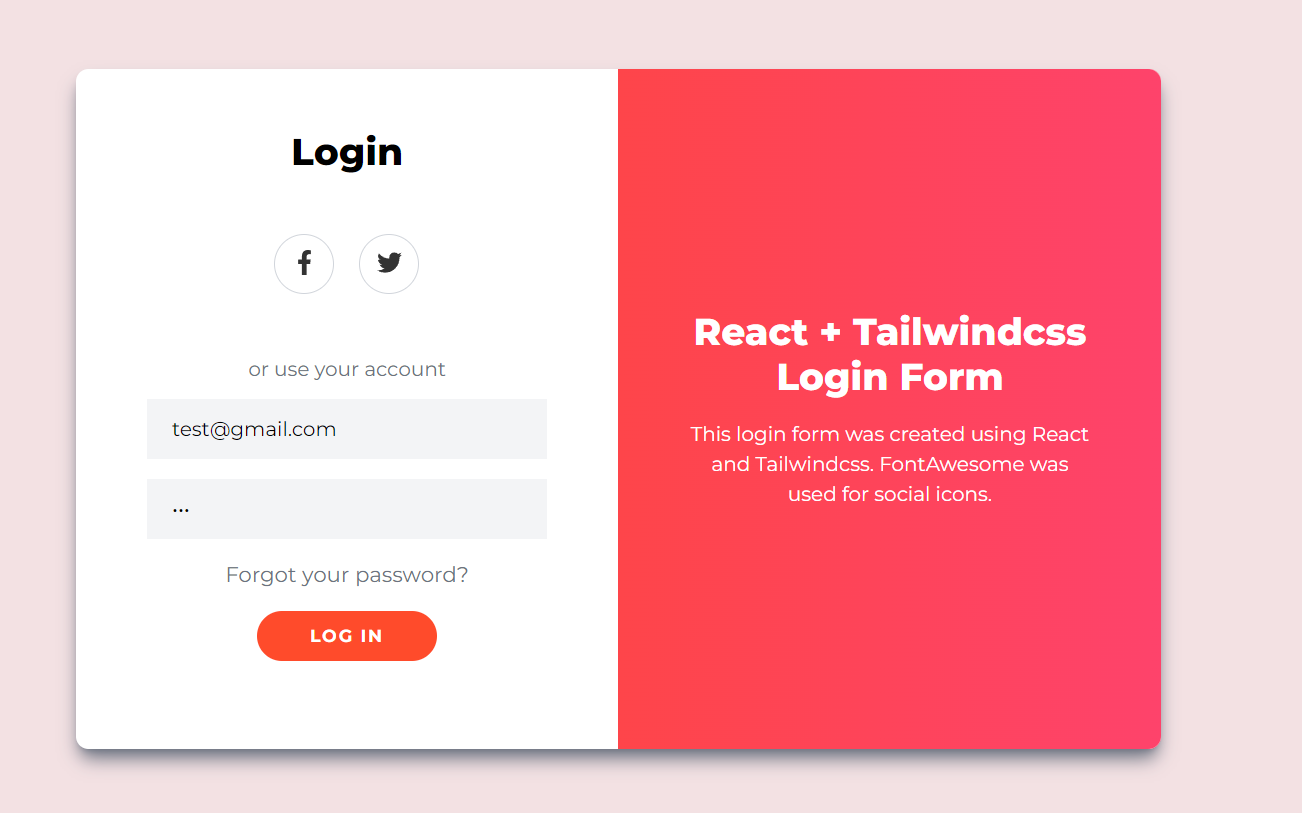 Login
or use your account
test@gmail.com
...
Forgot your password?
LOG IN
React + Tailwindcss
Login Form
This login form was created using React
and Tailwindcss. FontAwesome was
used for social icons.